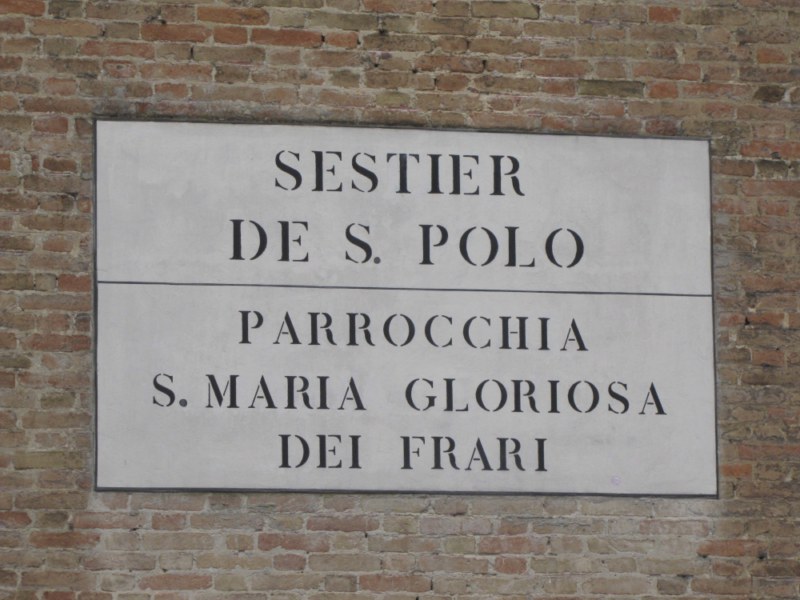 SESTIER
DE S. POLO
PARROCCHIA
S. MARIA GLORIOSA
DEI FRARI